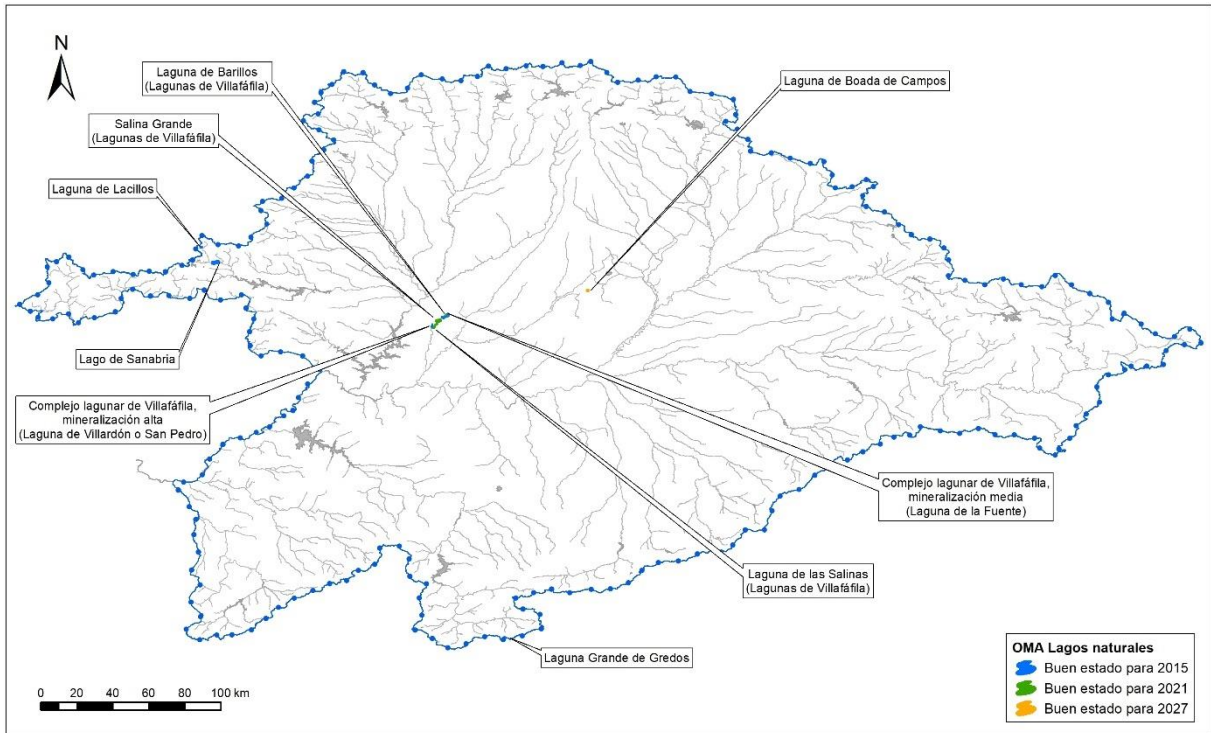 N
Laguna de Barillos
(Lagunas de Villafáfila)
Laguna de Boada de Campos
Salina Grande
(Lagunas de Villafáfila)
Laguna de Lacillos
Lago de Sanabria
Complejo lagunar de Villafáfila,
mineralización alta
(Laguna de Villardón o San Pedro)
Complejo lagunar de Villafáfila,
mineralización media
(Laguna de la Fuente)
Laguna de las Salinas
(Lagunas de Villafáfila)
Laguna Grande de Gredos
OMA Lagos naturales
Buen estado para 2015
Buen estado para 2021
Buen estado para 2027
0 20 40 60 80 100 km